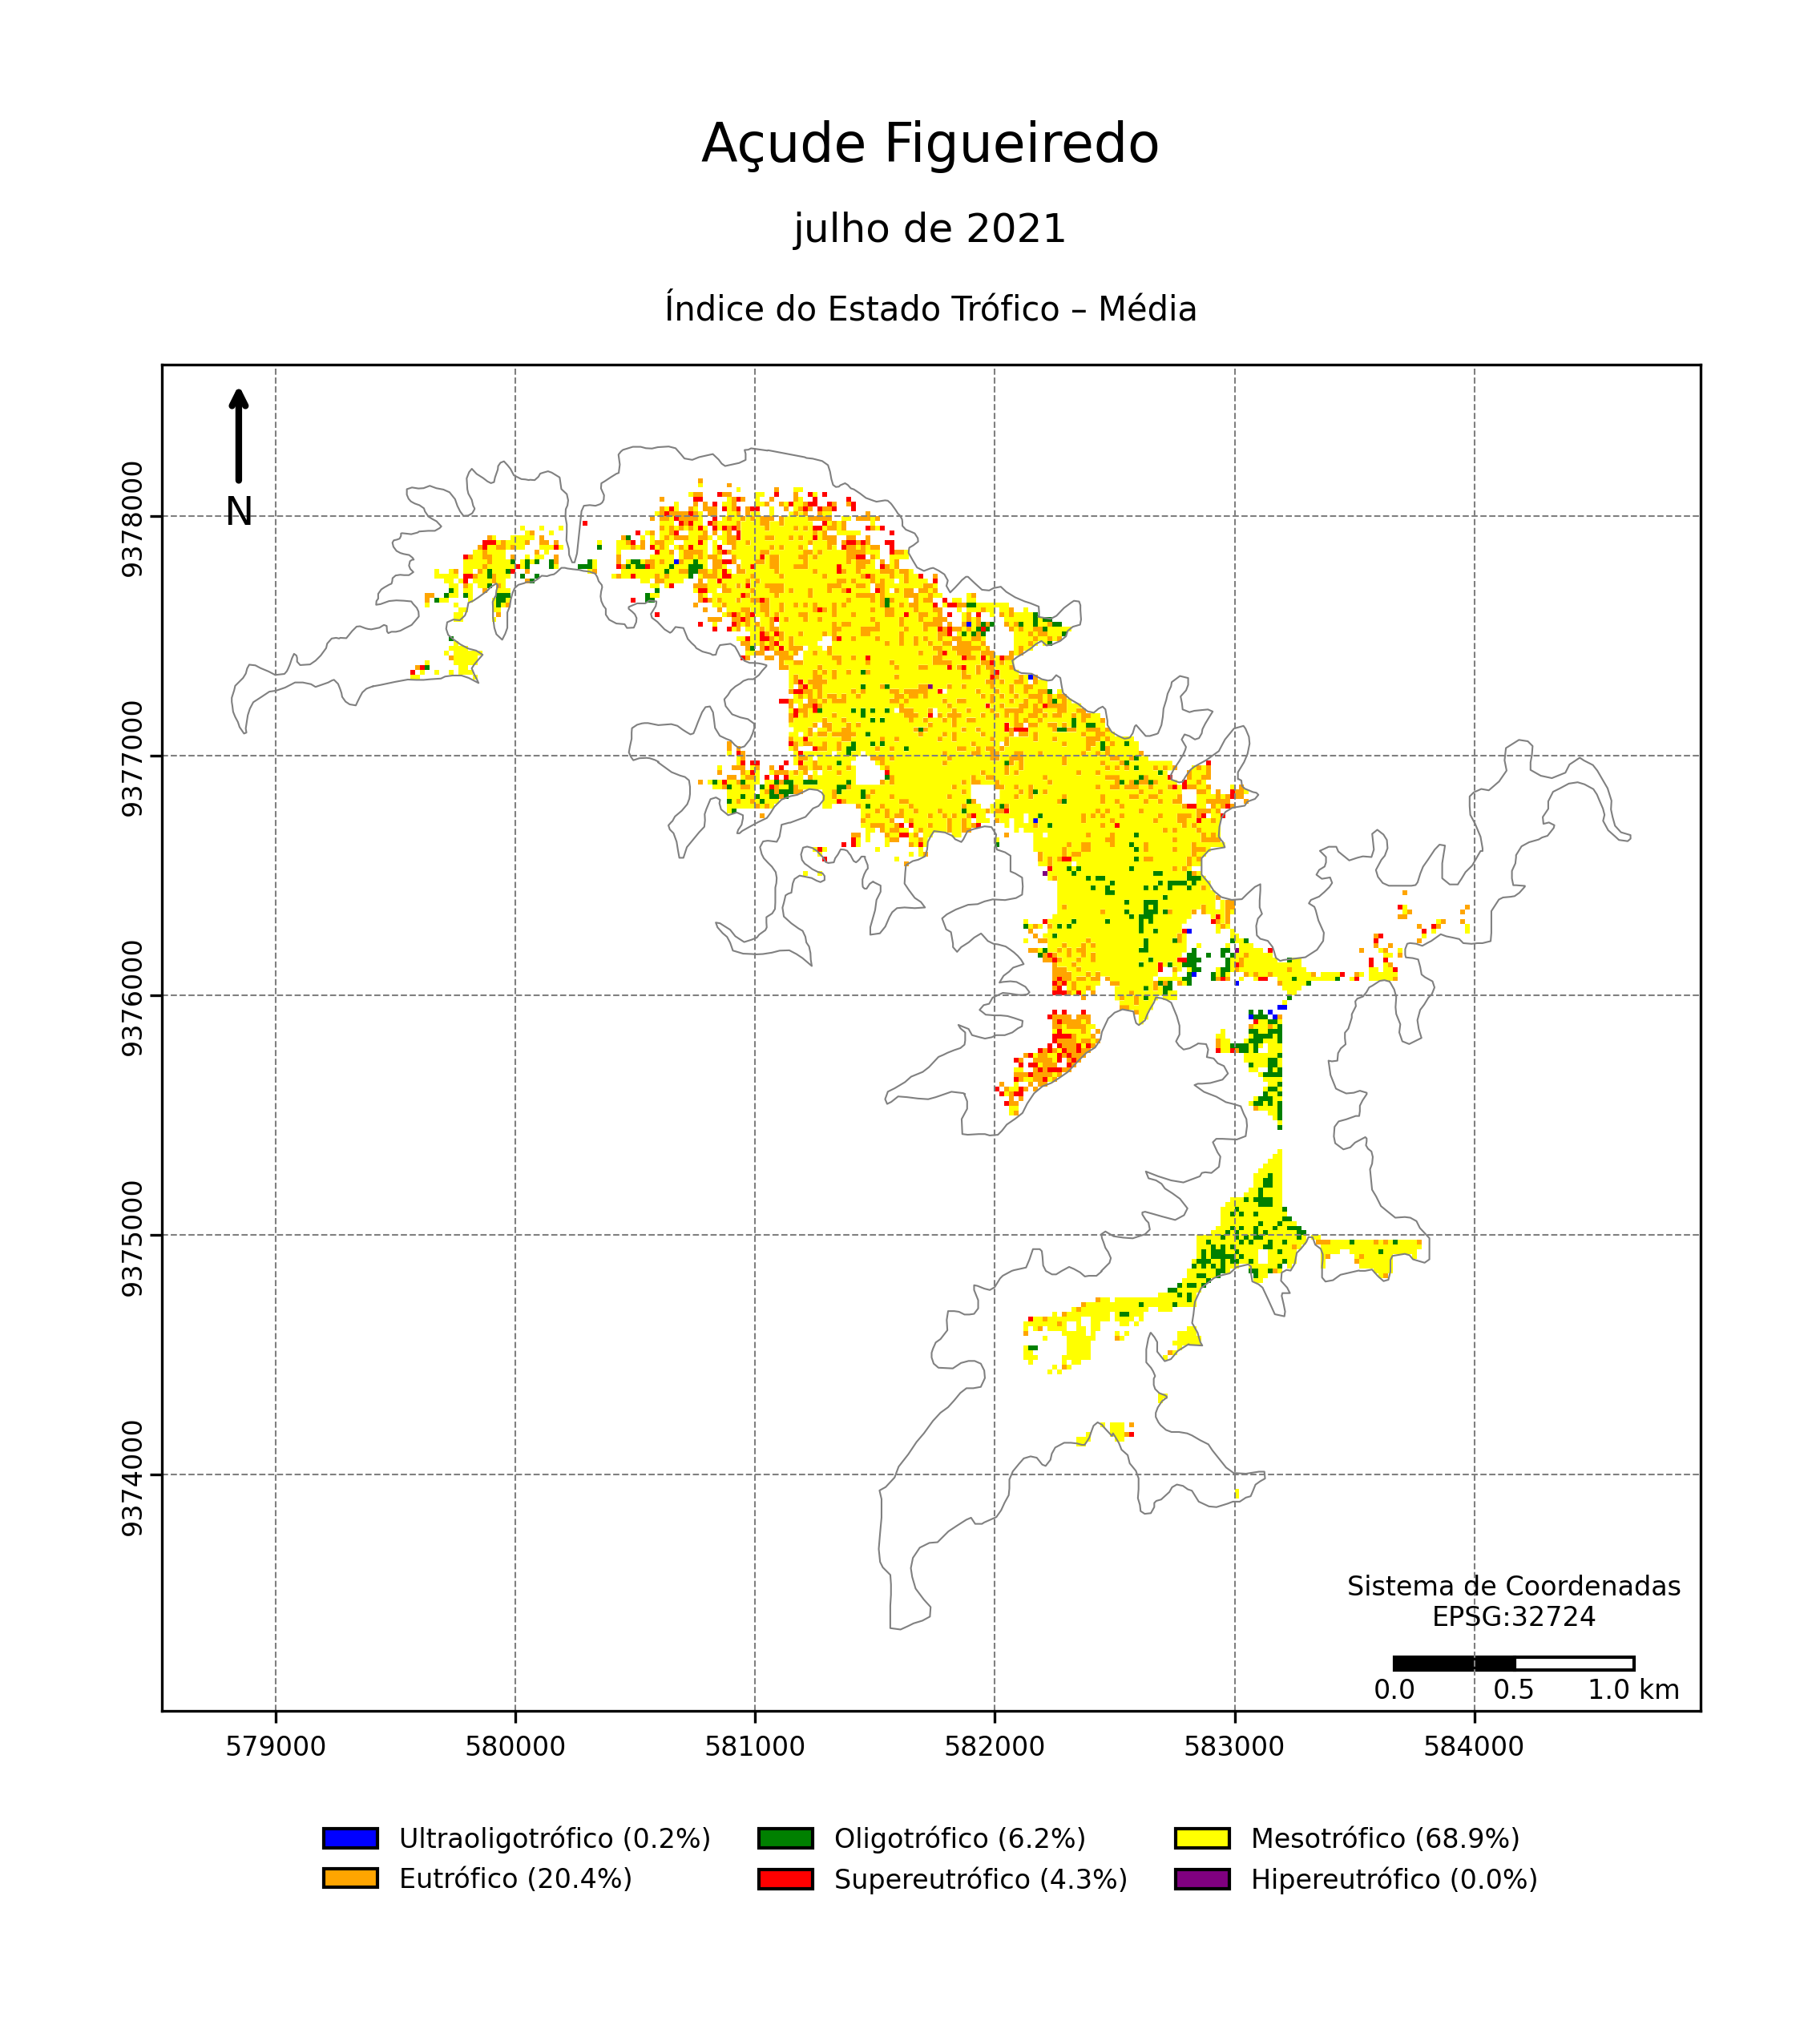 Açude Figueiredo
julho de 2021
Índice do Estado Trófico – Média
N
9378000
9377000
9376000
9375000
9374000
Sistema de Coordenadas
EPSG:32724
0.0 0.5 1.0 km
579000 580000 581000 582000 583000 584000
Ultraoligotrófico (0.2%) Oligotrófico (6.2%) Mesotrófico (68.9%)
Eutrófico (20.4%) Supereutrófico (4.3%) Hipereutrófico (0.0%)